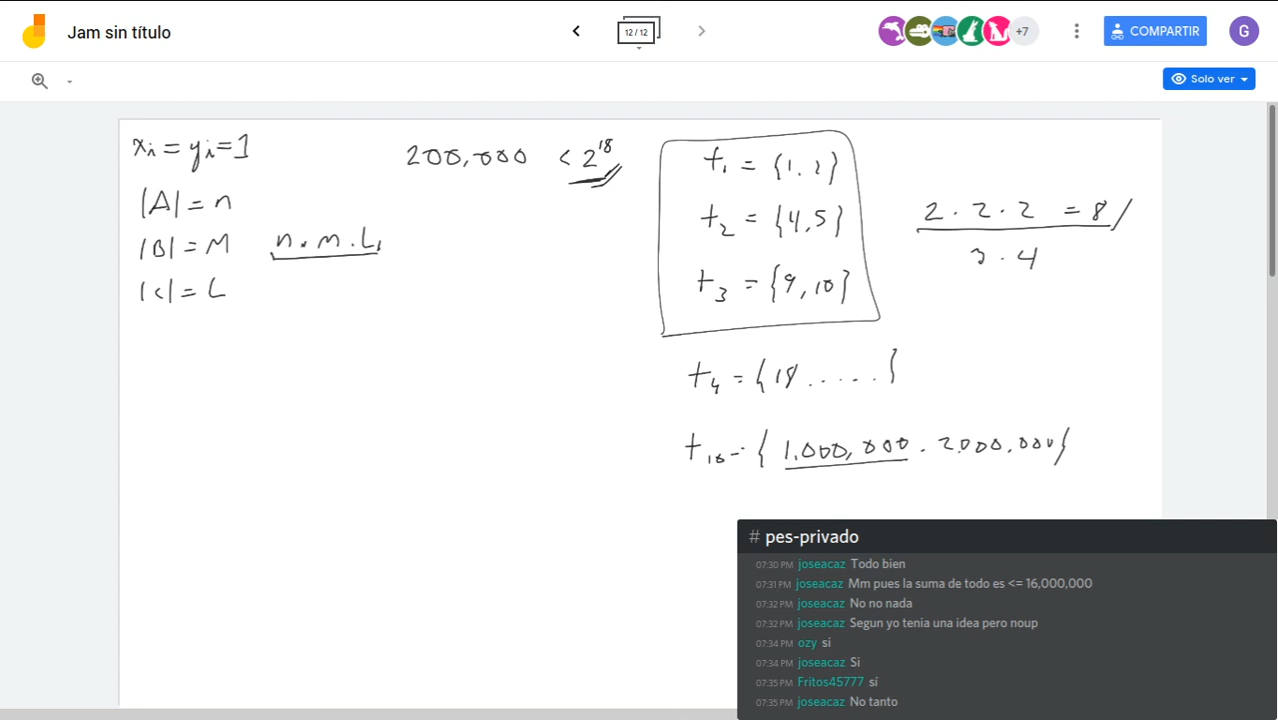 Jam sin título
12 / 12
+7
COMPARTIR
G
Solo ver
xi = yi = 1
|A| = n
|B| = M
n . m . L
|C| = L
200,000 < 2^18
t1 = {1, 2}
t2 = {4,5}
t3 = {9,10}
2 . 2 . 2 = 8
3 . 4
t4 = {18 ......}
t10 = { 1.000,000 . 2.000.000}
# pes-privado
07:30 PM joseacaz Todo bien
07:31 PM joseacaz Mm pues la suma de todo es <= 16,000,000
07:32 PM joseacaz No no nada
07:32 PM joseacaz Segun yo tenia una idea pero noup
07:34 PM ozy si
07:34 PM joseacaz Si
07:35 PM Fritos45777 sí
07:35 PM joseacaz No tanto